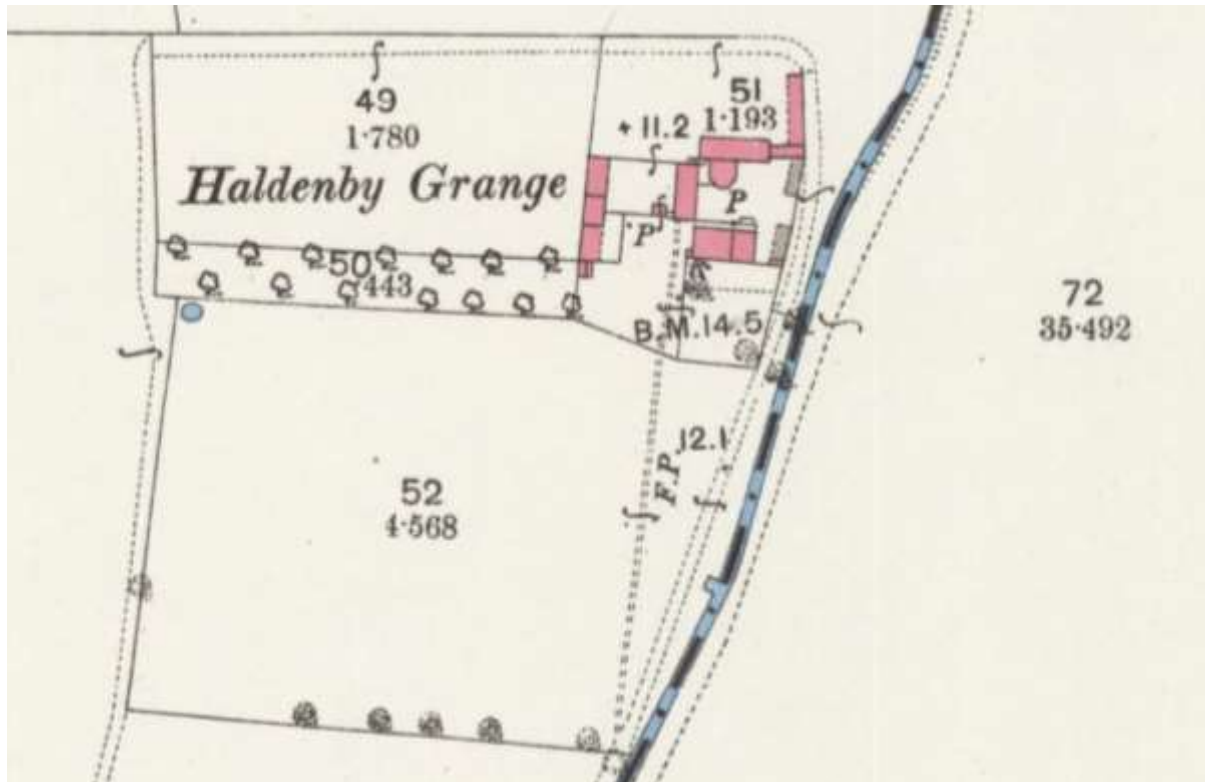 49
1·780
51
1·193
+ 11.2
Haldenby Grange
P
P
50
·443
B.M.14.5
72
35·492
12.1
+
F.P.
52
4·568